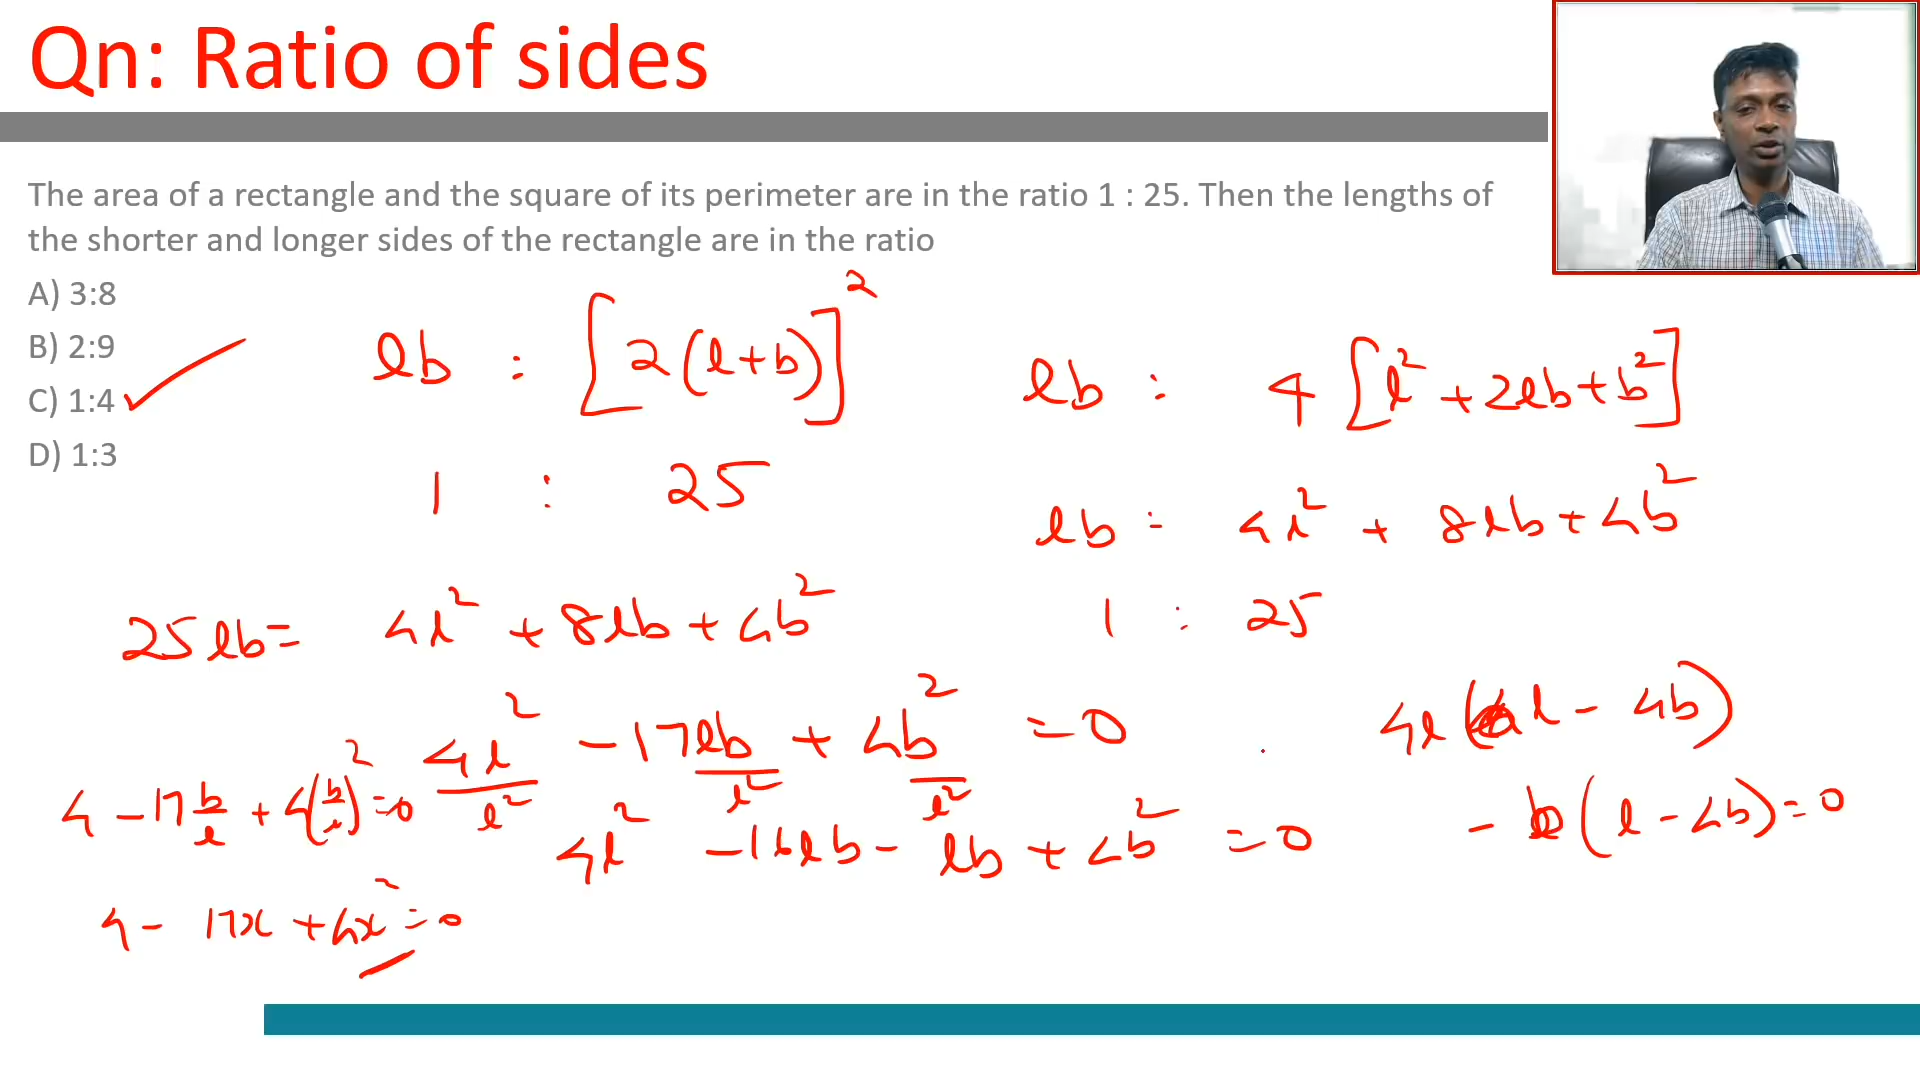 Qn: Ratio of sides
The area of a rectangle and the square of its perimeter are in the ratio 1 : 25. Then the lengths of
the shorter and longer sides of the rectangle are in the ratio
A) 3:8
B) 2:9
C) 1:4
D) 1:3
lb : [2(l+b)]²
1 : 25
lb : 4[l² + 2lb + b²]
lb : 4l² + 8lb + 4b²
1 : 25
25lb = 4l² + 8lb + 4b²
4l²/l² - 17lb/l² + 4b²/l² = 0
4 - 17b/l + 4(b/l)² = 0
4 - 17x + 4x² = 0
4l² - 16lb - lb + 4b² = 0
4l(l - 4b)
- b(l - 4b) = 0